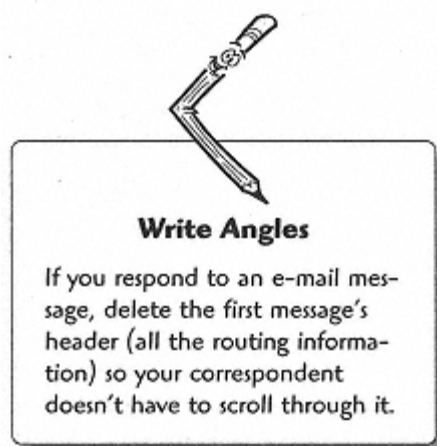 Write Angles
If you respond to an e-mail mes-
sage, delete the first message's
header (all the routing informa-
tion) so your correspondent
doesn't have to scroll through it.